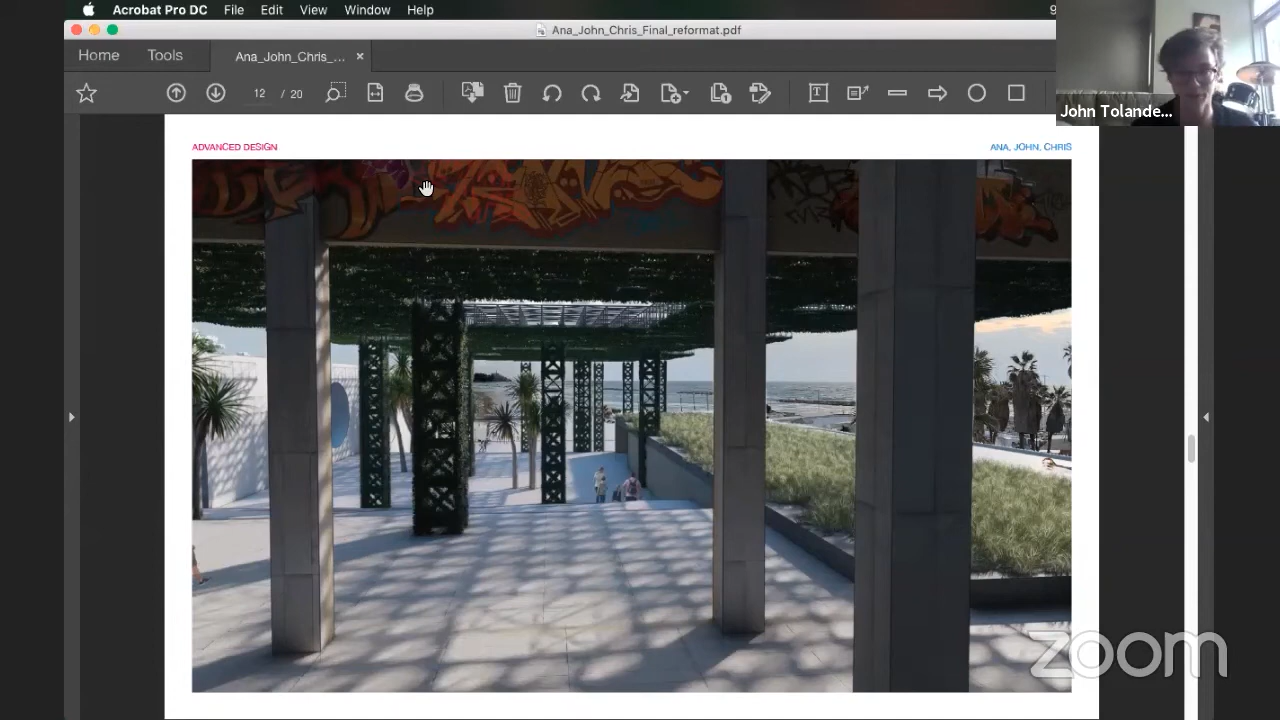 Acrobat Pro DC File Edit View Window Help 9
Ana_John_Chris_Final_reformat.pdf
Home Tools Ana_John_Chris_... ×
12 / 20
John Tolande...
ADVANCED DESIGN
ANA, JOHN, CHRIS
zoom